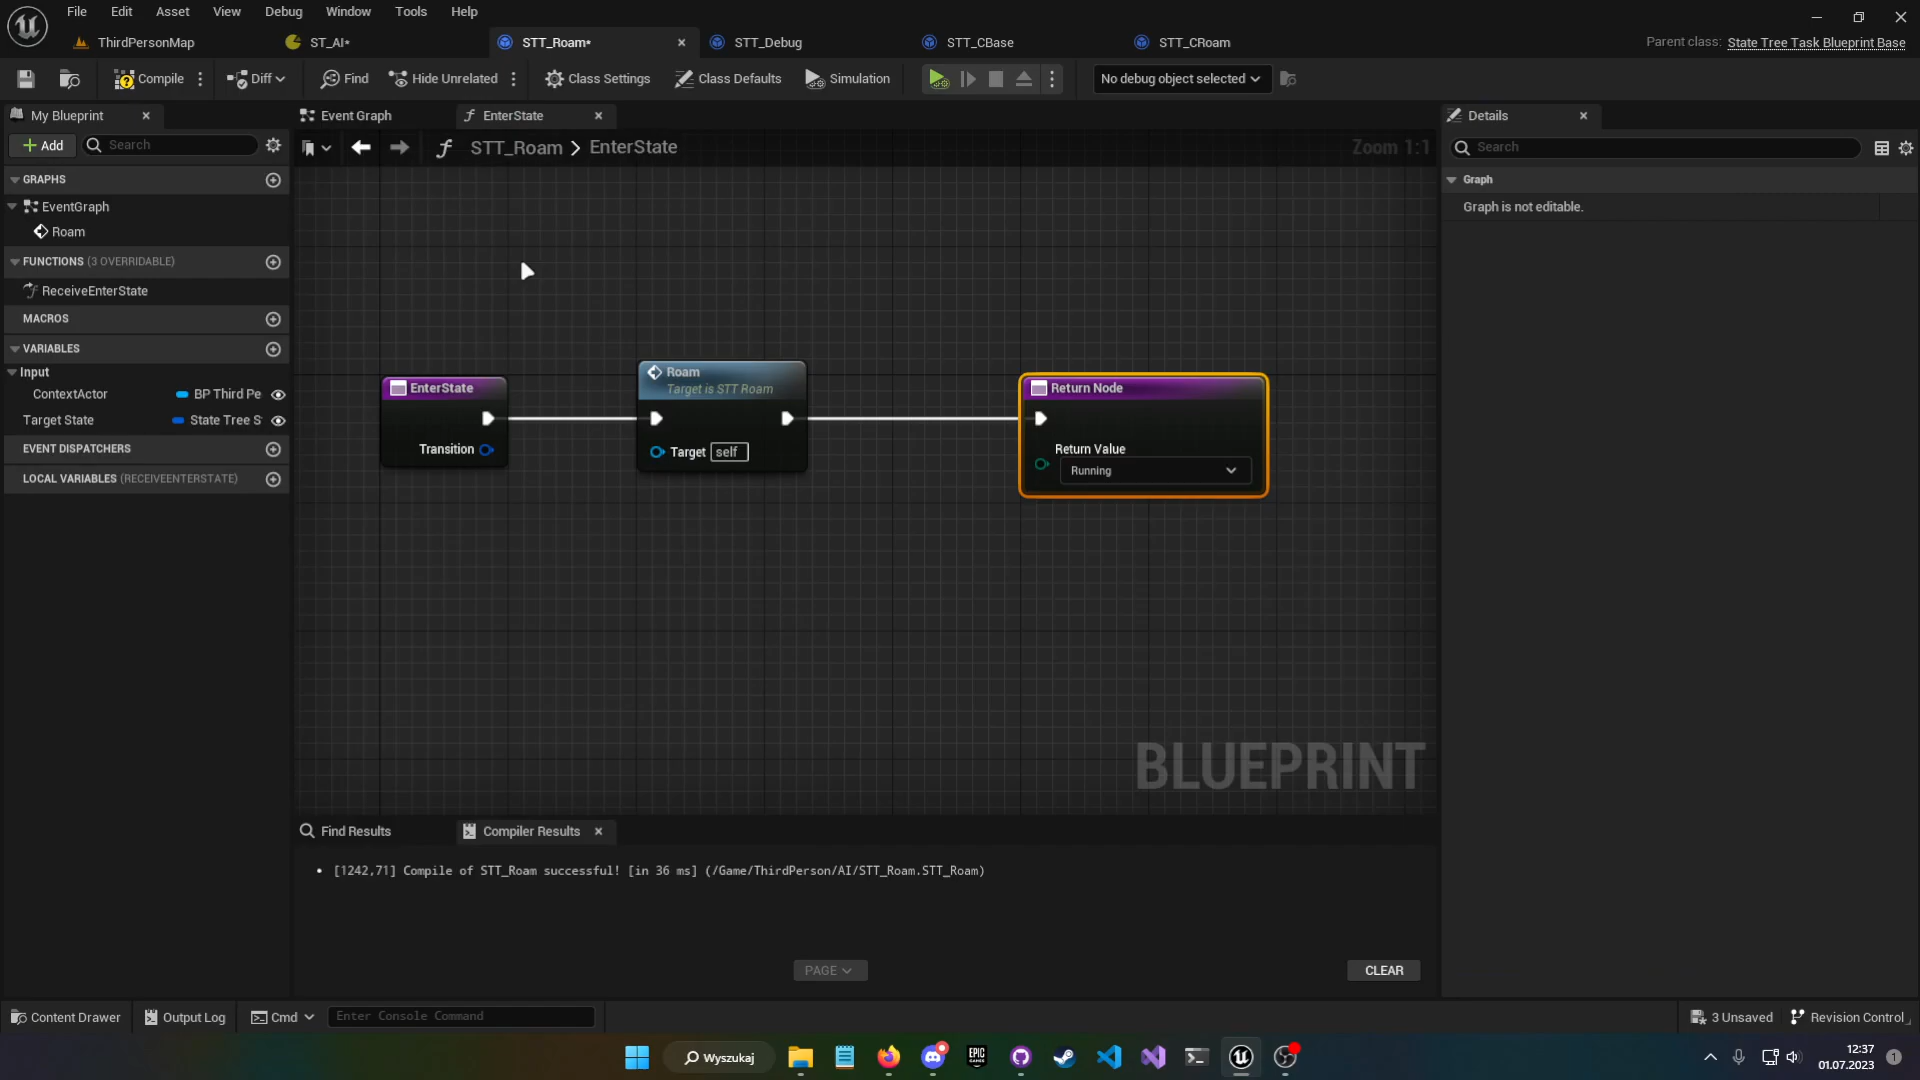 File Edit Asset View Debug Window Tools Help
ThirdPersonMap ST_AI* STT_Roam* STT_Debug STT_CBase STT_CRoam
Parent class: State Tree Task Blueprint Base
Compile Diff Find Hide Unrelated Class Settings Class Defaults Simulation No debug object selected
My Blueprint
Event Graph EnterState
Details
Add Search
STT_Roam > EnterState
Zoom 1:1
Search
GRAPHS
Graph
EventGraph
Graph is not editable.
Roam
FUNCTIONS (3 OVERRIDABLE)
ReceiveEnterState
MACROS
VARIABLES
Input
ContextActor BP Third Pe
Target State State Tree S
EVENT DISPATCHERS
LOCAL VARIABLES (RECEIVEENTERSTATE)
EnterState
Transition
Roam
Target is STT Roam
Target self
Return Node
Return Value
Running
BLUEPRINT
Find Results Compiler Results
[1242,71] Compile of STT_Roam successful! [in 36 ms] (/Game/ThirdPerson/AI/STT_Roam.STT_Roam)
PAGE
CLEAR
Content Drawer Output Log Cmd Enter Console Command
3 Unsaved Revision Control
Wyszukaj
EPIC GAMES
12:37
01.07.2023
1